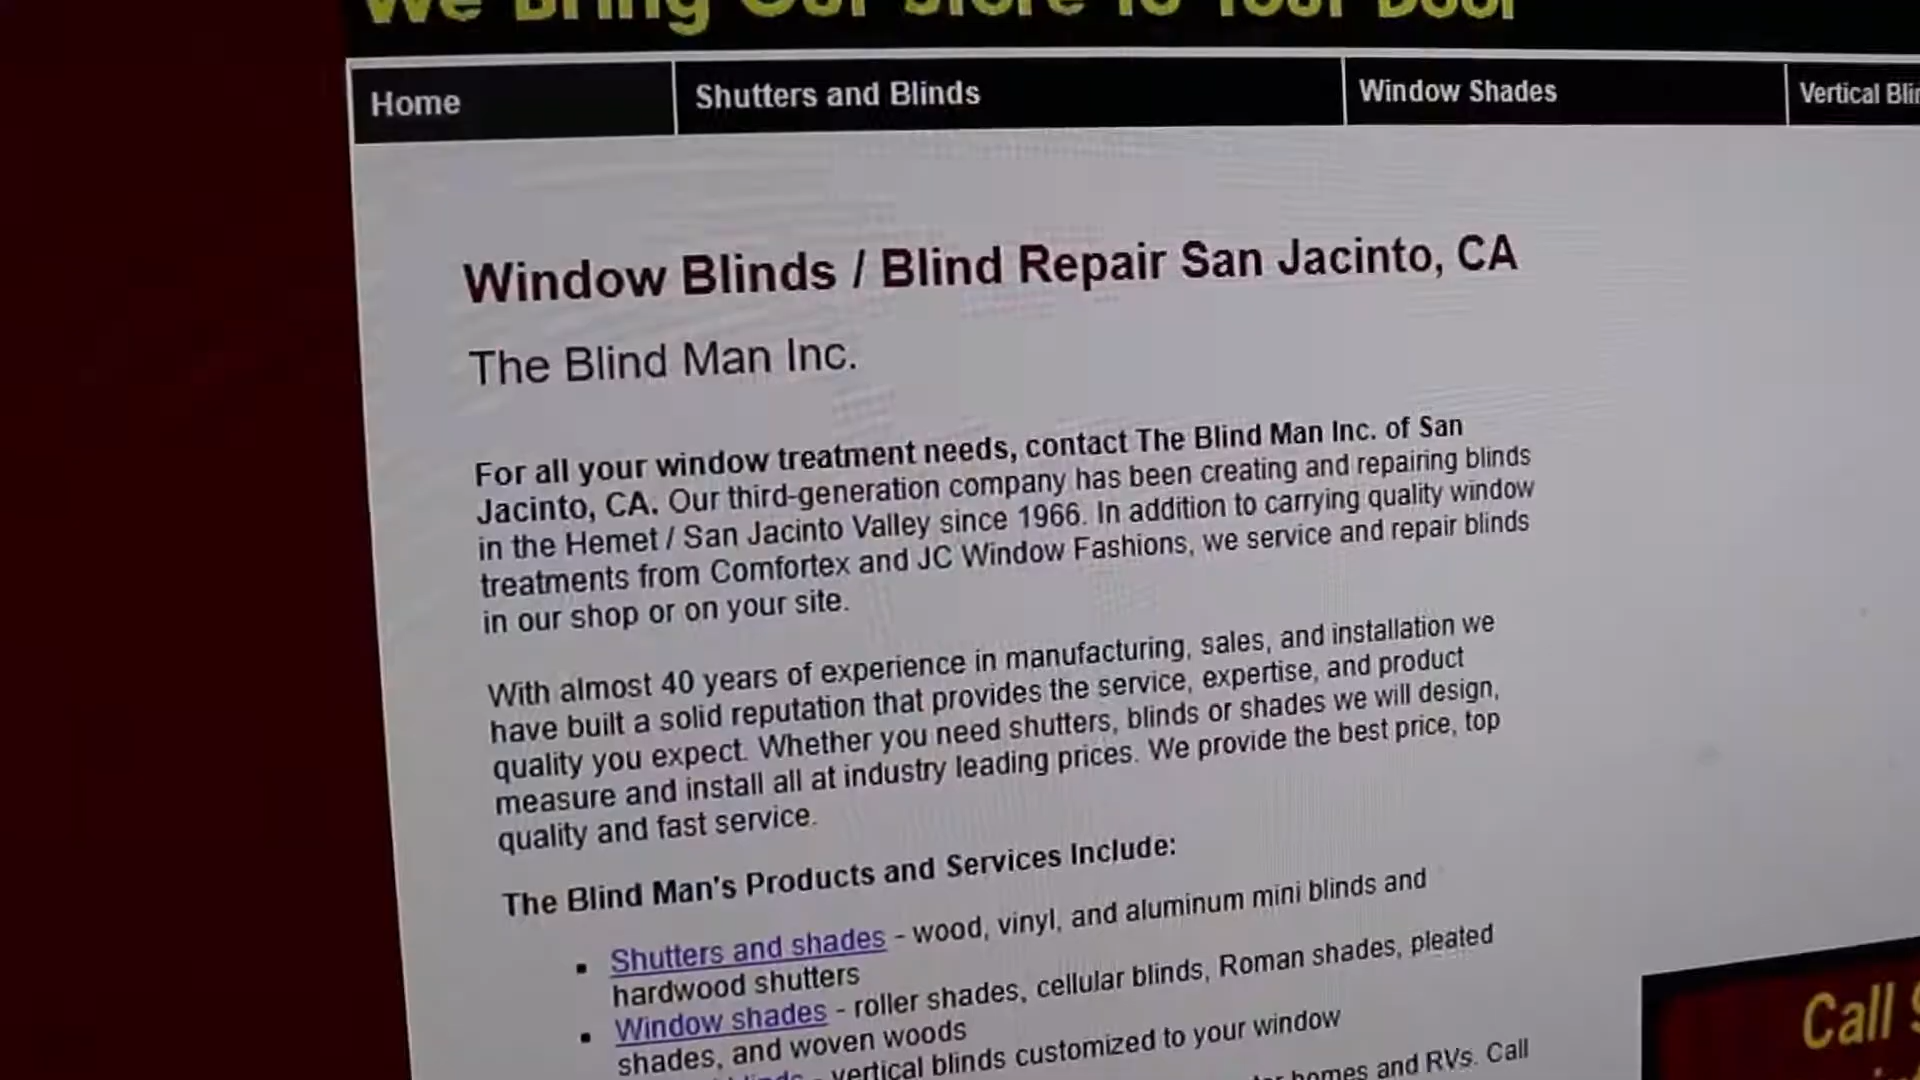 We Bring Our Store To Your Door
Home
Shutters and Blinds
Window Shades
Vertical
Window Blinds / Blind Repair San Jacinto, CA
The Blind Man Inc.
For all your window treatment needs, contact The Blind Man Inc. of San
Jacinto, CA. Our third-generation company has been creating and repairing blinds
in the Hemet / San Jacinto Valley since 1966. In addition to carrying quality window
treatments from Comfortex and JC Window Fashions, we service and repair blinds
in our shop or on your site.
With almost 40 years of experience in manufacturing, sales, and installation we
have built a solid reputation that provides the service, expertise, and product
quality you expect. Whether you need shutters, blinds or shades we will design,
measure and install all at industry leading prices. We provide the best price, top
quality and fast service.
The Blind Man's Products and Services Include:
Shutters and shades - wood, vinyl, and aluminum mini blinds and
hardwood shutters
Window shades - roller shades, cellular blinds, Roman shades, pleated
shades, and woven woods
- vertical blinds customized to your window
homes and RVs. Call
Call